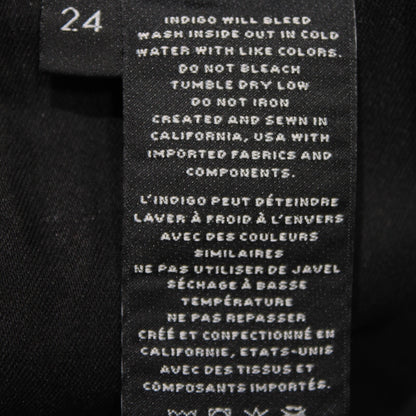 24
INDIGO WILL BLEED
WASH INSIDE OUT IN COLD
WATER WITH LIKE COLORS.
DO NOT BLEACH
TUMBLE DRY LOW
DO NOT IRON
CREATED AND SEWN IN
CALIFORNIA, USA WITH
IMPORTED FABRICS AND
COMPONENTS.
L'INDIGO PEUT DÉTEINDRE
LAVER À FROID À L'ENVERS
AVEC DES COULEURS
SIMILAIRES
NE PAS UTILISER DE JAVEL
SÉCHAGE À BASSE
TEMPÉRATURE
NE PAS REPASSER
CRÉÉ ET CONFECTIONNÉ EN
CALIFORNIE, ETATS-UNIS
AVEC DES TISSUS ET
COMPOSANTS IMPORTÉS.